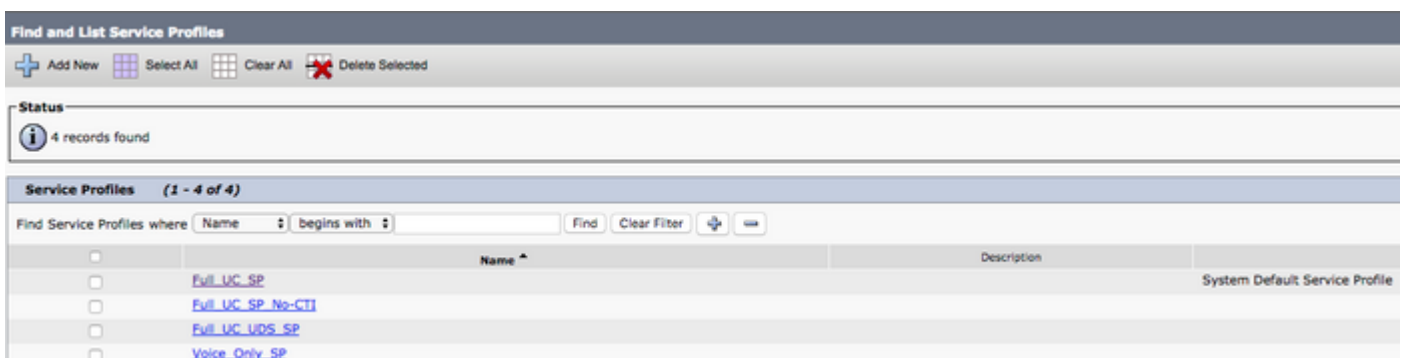 Find and List Service Profiles
Add New Select All Clear All Delete Selected
Status
4 records found
Service Profiles (1 - 4 of 4)
Find Service Profiles where Name begins with Find Clear Filter
Name Description
Full_UC_SP System Default Service Profile
Full_UC_SP_No-CTI
Full_UC_UDS_SP
Voice_Only_SP